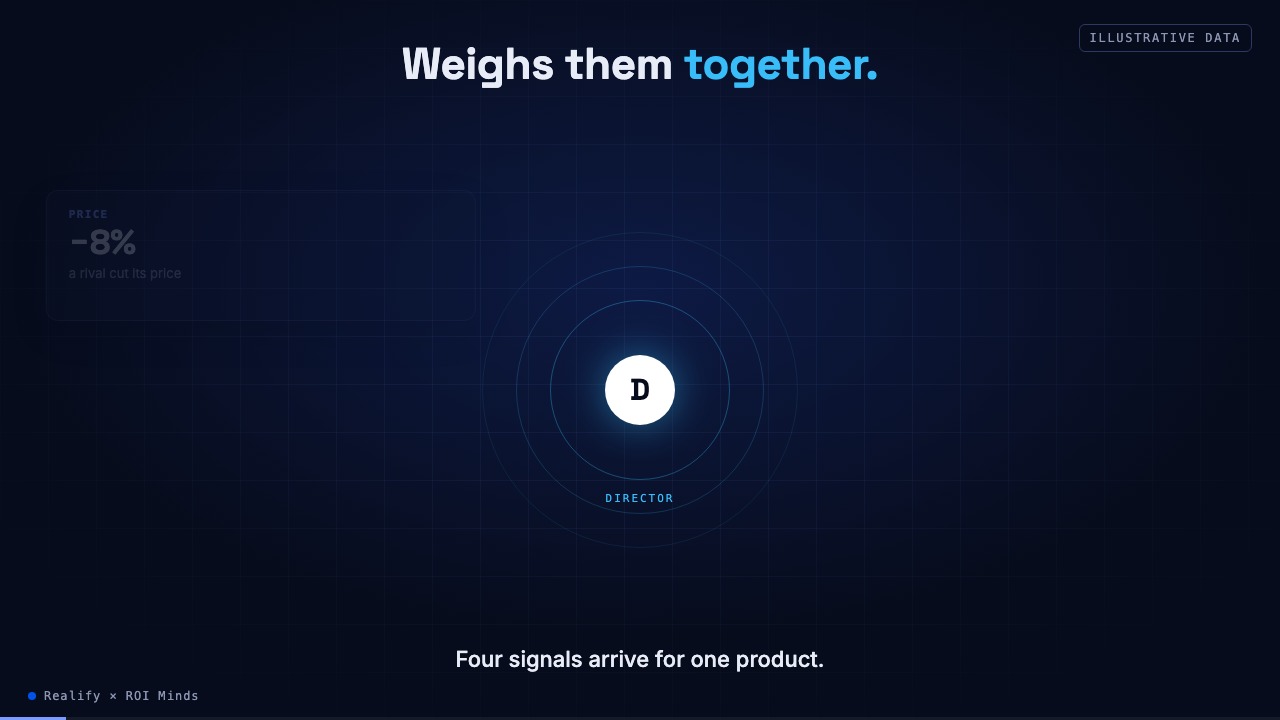 Weighs them together.
ILLUSTRATIVE DATA
PRICE
-8%
a rival cut its price
D
DIRECTOR
Four signals arrive for one product.
Realify × ROI Minds